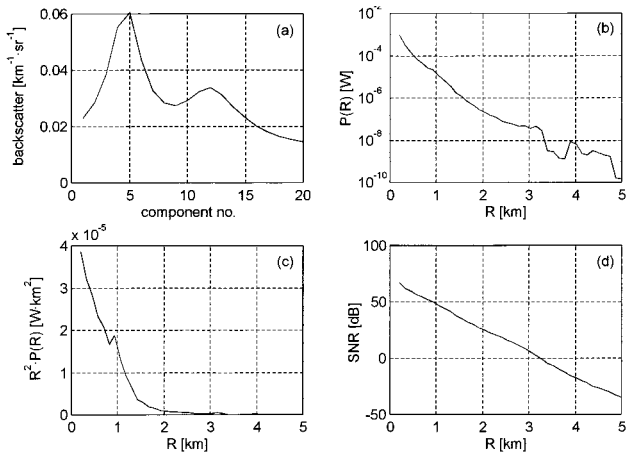 0.06
0.04
0.02
0
0 5 10 15 20
backscatter [km⁻¹·sr⁻¹]
component no.
(a)
10⁻²
10⁻⁴
10⁻⁶
10⁻⁸
10⁻¹⁰
0 1 2 3 4 5
P(R) [W]
R [km]
(b)
x 10⁻⁵
4
3
2
1
0
0 1 2 3 4 5
R²·P(R) [W·km²]
R [km]
(c)
100
50
0
-50
0 1 2 3 4 5
SNR [dB]
R [km]
(d)